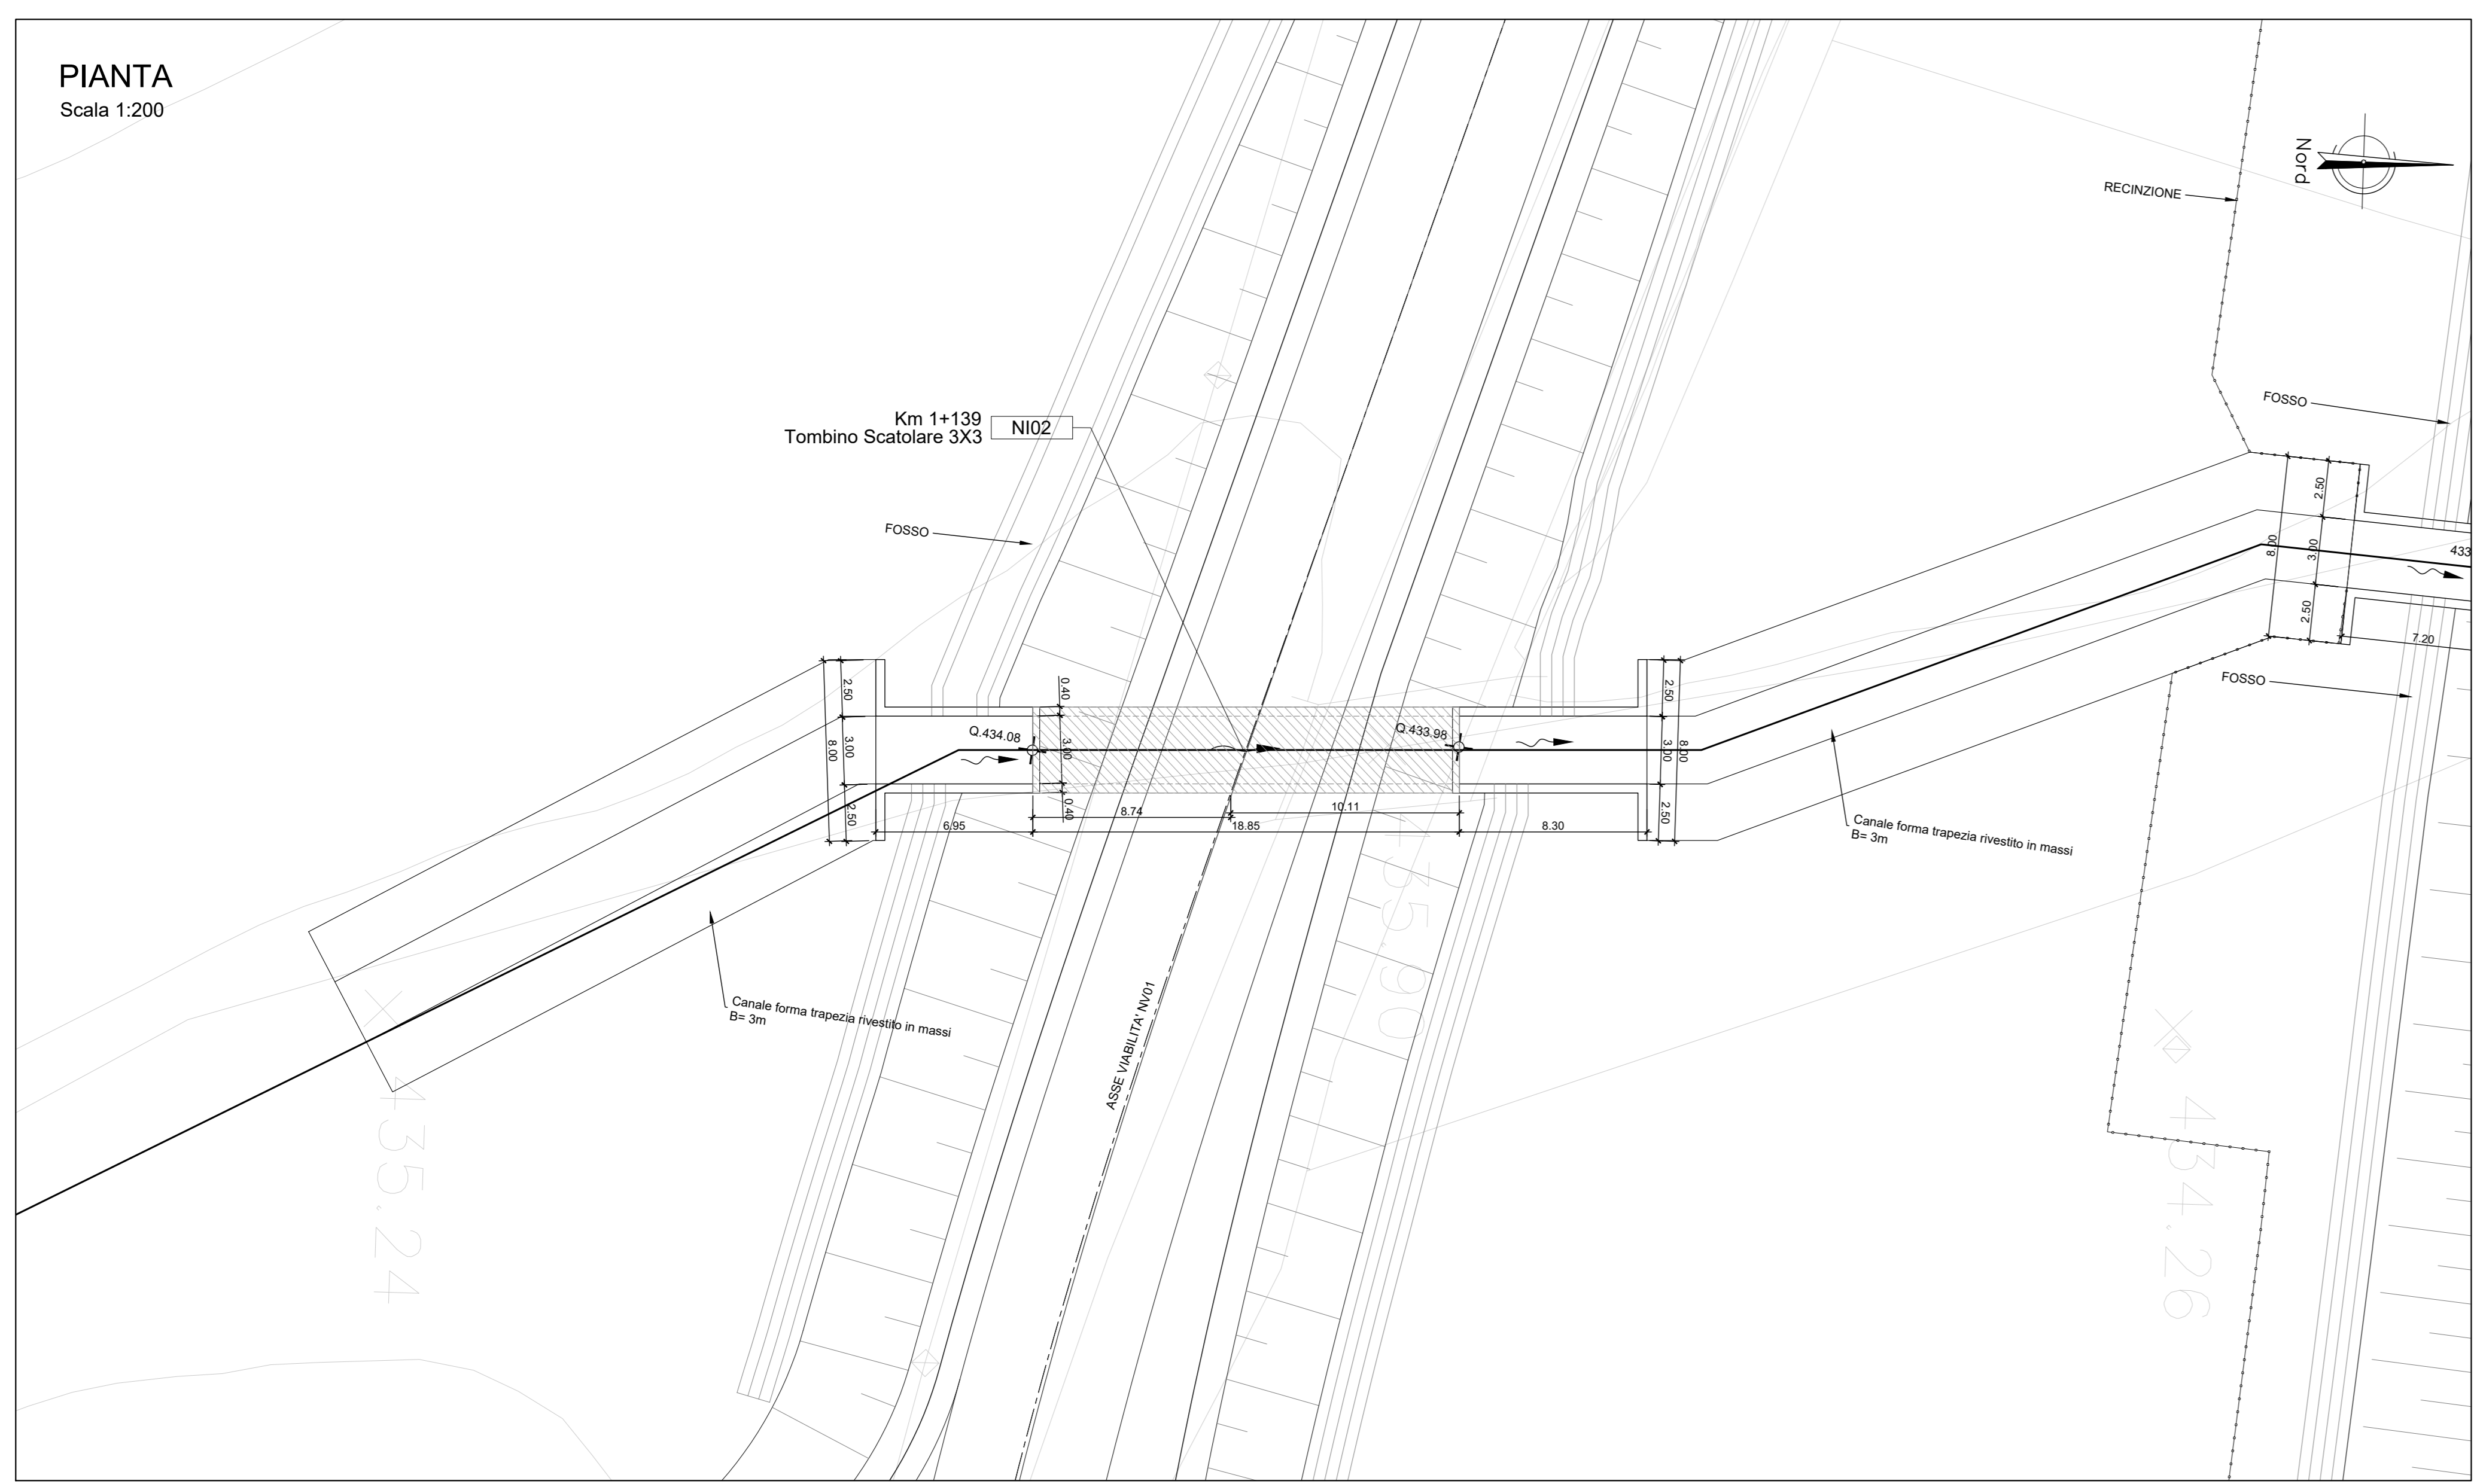 PIANTA
Scala 1:200
Nord
RECINZIONE
FOSSO
Km 1+139
Tombino Scatolare 3X3
NI02
FOSSO
2.50
3.00
8.00
2.50
433
7.20
FOSSO
2.50
3.00
8.00
2.50
0.40
3.00
0.40
Q.434.08
Q.433.98
2.50
3.00
8.00
2.50
8.74
10.11
6.95
18.85
8.30
Canale forma trapezia rivestito in massi
B= 3m
Canale forma trapezia rivestito in massi
B= 3m
ASSE VIABILITA' NV01
435.90
435.24
434.26